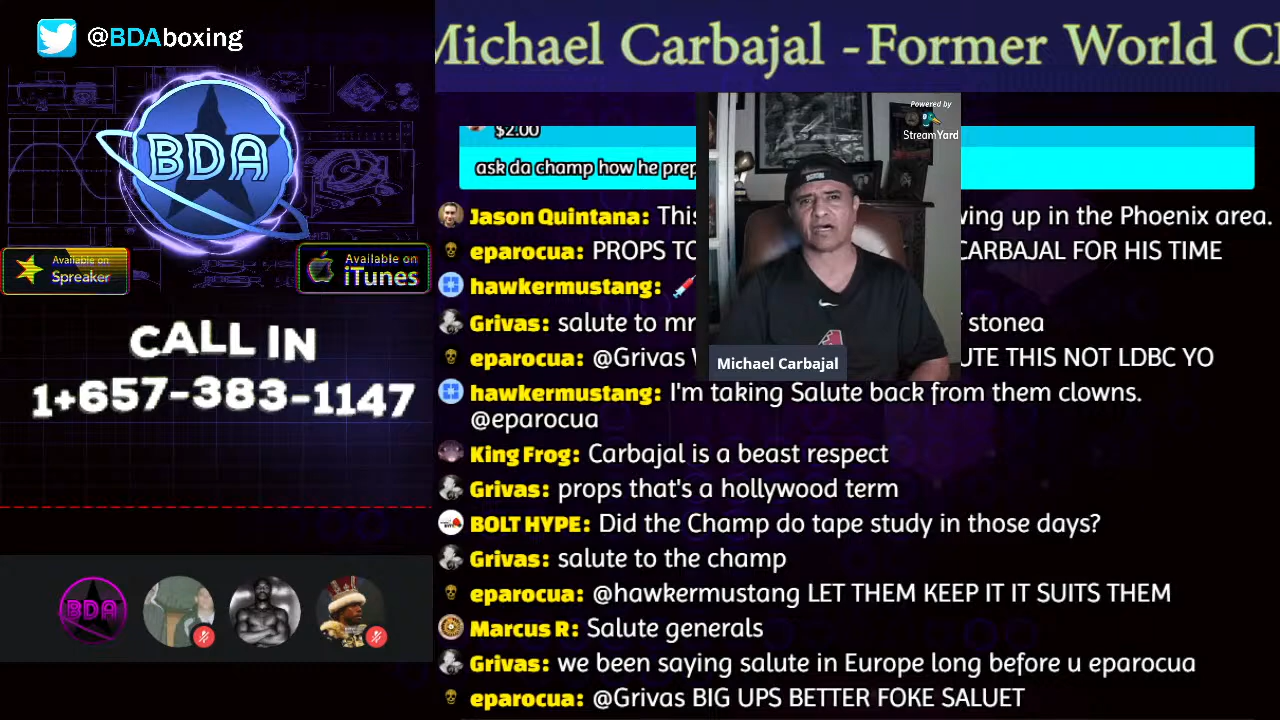 @BDAboxing
Michael Carbajal - Former World C
BDA
Powered by
StreamYard
$2.00
ask da champ how he prep
Jason Quintana: This wing up in the Phoenix area.
eparocua: PROPS TO CARBAJAL FOR HIS TIME
Available on
Spreaker
Available on
iTunes
hawkermustang:
Grivas: salute to mr f stonea
CALL IN
1+657-383-1147
Michael Carbajal
eparocua: @Grivas UTE THIS NOT LDBC YO
hawkermustang: I'm taking Salute back from them clowns.
@eparocua
King Frog: Carbajal is a beast respect
Grivas: props that's a hollywood term
BOLT HYPE: Did the Champ do tape study in those days?
Grivas: salute to the champ
eparocua: @hawkermustang LET THEM KEEP IT IT SUITS THEM
BDA
Marcus R: Salute generals
Grivas: we been saying salute in Europe long before u eparocua
eparocua: @Grivas BIG UPS BETTER FOKE SALUET